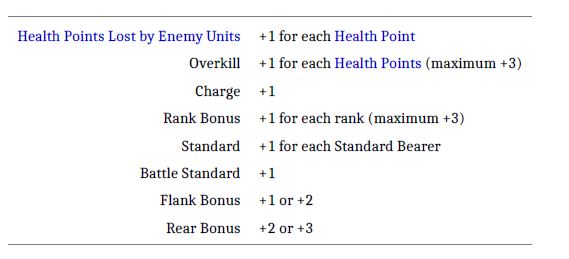 Health Points Lost by Enemy Units +1 for each Health Point
Overkill +1 for each Health Points (maximum +3)
Charge +1
Rank Bonus +1 for each rank (maximum +3)
Standard +1 for each Standard Bearer
Battle Standard +1
Flank Bonus +1 or +2
Rear Bonus +2 or +3